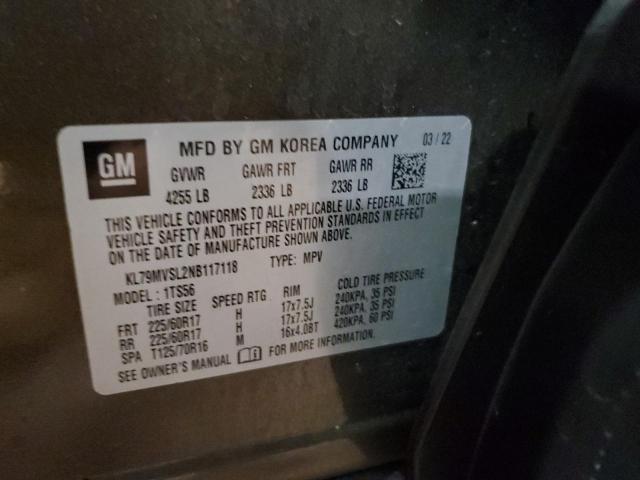 GM
MFD BY GM KOREA COMPANY 03 / 22
GVWR GAWR FRT GAWR RR
4255 LB 2336 LB 2336 LB
THIS VEHICLE CONFORMS TO ALL APPLICABLE U.S. FEDERAL MOTOR
VEHICLE SAFETY AND THEFT PREVENTION STANDARDS IN EFFECT
ON THE DATE OF MANUFACTURE SHOWN ABOVE.
KL79MVSL2NB117118 TYPE: MPV
MODEL : 1TS56
TIRE SIZE SPEED RTG RIM COLD TIRE PRESSURE
FRT 225/60R17 H 17x7.5J 240KPA, 35 PSI
RR 225/60R17 H 17x7.5J 240KPA, 35 PSI
SPA T125/70R16 M 16x4.0BT 420KPA, 60 PSI
SEE OWNER'S MANUAL FOR MORE INFORMATION.